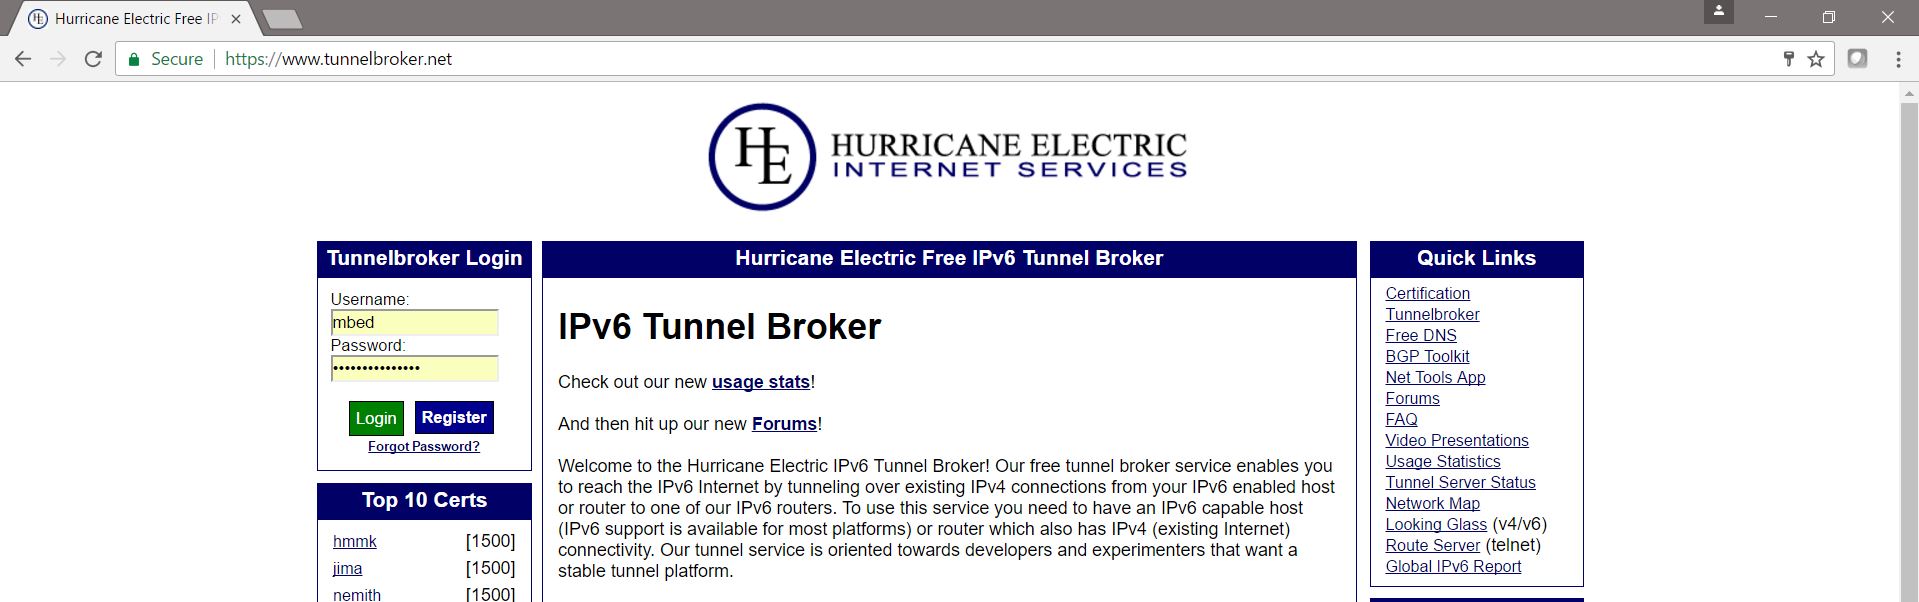 Hurricane Electric Free IP
Secure
https://www.tunnelbroker.net
HE
HURRICANE ELECTRIC
INTERNET SERVICES
Tunnelbroker Login
Username:
mbed
Password:
•••••••••••••••
Login
Register
Forgot Password?
Top 10 Certs
hmmk [1500]
jima [1500]
nemith [1500]
Hurricane Electric Free IPv6 Tunnel Broker
IPv6 Tunnel Broker
Check out our new usage stats!
And then hit up our new Forums!
Welcome to the Hurricane Electric IPv6 Tunnel Broker! Our free tunnel broker service enables you
to reach the IPv6 Internet by tunneling over existing IPv4 connections from your IPv6 enabled host
or router to one of our IPv6 routers. To use this service you need to have an IPv6 capable host
(IPv6 support is available for most platforms) or router which also has IPv4 (existing Internet)
connectivity. Our tunnel service is oriented towards developers and experimenters that want a
stable tunnel platform.
Quick Links
Certification
Tunnelbroker
Free DNS
BGP Toolkit
Net Tools App
Forums
FAQ
Video Presentations
Usage Statistics
Tunnel Server Status
Network Map
Looking Glass (v4/v6)
Route Server (telnet)
Global IPv6 Report